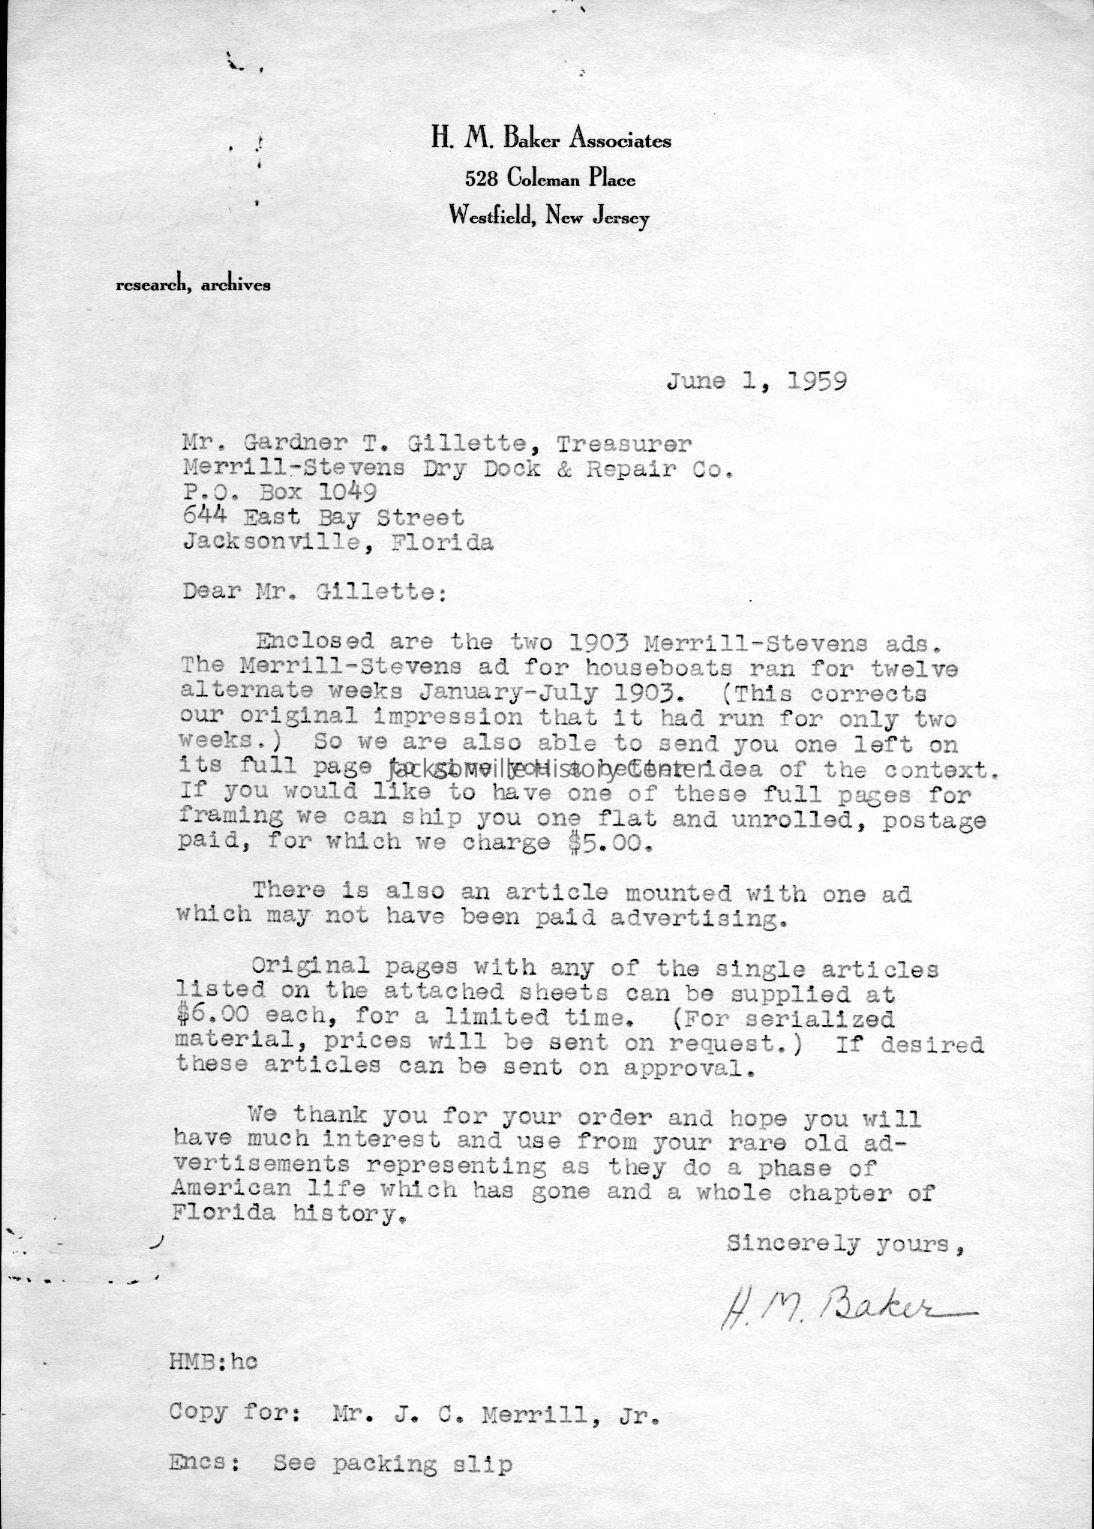 H. M. Baker Associates
528 Coleman Place
Westfield, New Jersey
research, archives
June 1, 1959
Mr. Gardner T. Gillette, Treasurer
Merrill-Stevens Dry Dock & Repair Co.
P.O. Box 1049
644 East Bay Street
Jacksonville, Florida
Dear Mr. Gillette:
Enclosed are the two 1903 Merrill-Stevens ads.
The Merrill-Stevens ad for houseboats ran for twelve
alternate weeks January-July 1903. (This corrects
our original impression that it had run for only two
weeks.) So we are also able to send you one left on
its full page to give you a better idea of the context.
Jacksonville History Center
If you would like to have one of these full pages for
framing we can ship you one flat and unrolled, postage
paid, for which we charge $5.00.
There is also an article mounted with one ad
which may not have been paid advertising.
Original pages with any of the single articles
listed on the attached sheets can be supplied at
$6.00 each, for a limited time. (For serialized
material, prices will be sent on request.) If desired
these articles can be sent on approval.
We thank you for your order and hope you will
have much interest and use from your rare old ad-
vertisements representing as they do a phase of
American life which has gone and a whole chapter of
Florida history.
Sincerely yours,
H. M. Baker
HMB:hc
Copy for: Mr. J. C. Merrill, Jr.
Encs: See packing slip